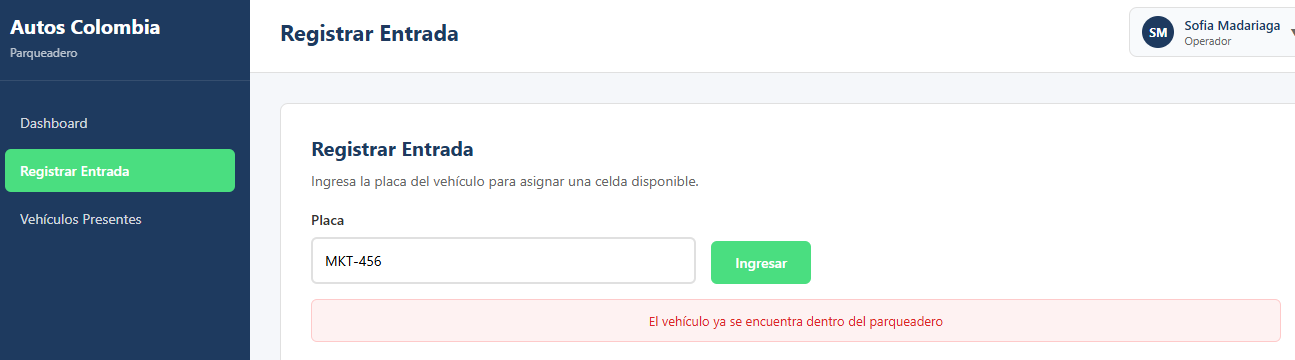 Autos Colombia
Parqueadero
Dashboard
Registrar Entrada
Vehículos Presentes
Registrar Entrada
SM
Sofia Madariaga
Operador
Registrar Entrada
Ingresa la placa del vehículo para asignar una celda disponible.
Placa
MKT-456
Ingresar
El vehículo ya se encuentra dentro del parqueadero